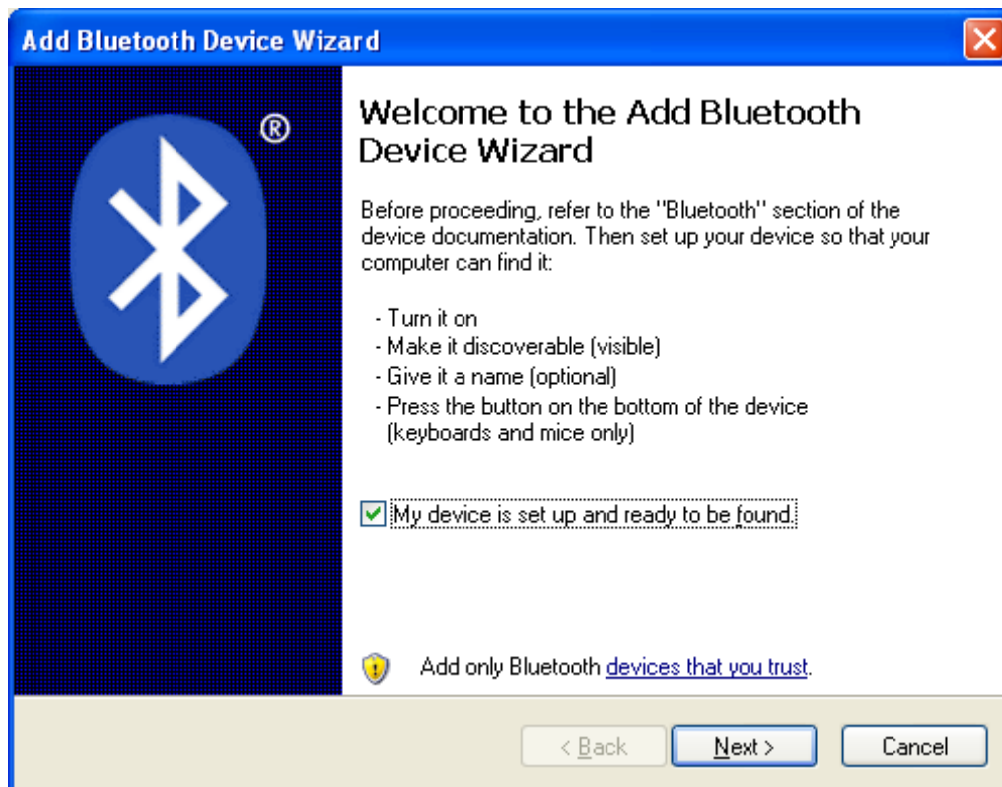 Add Bluetooth Device Wizard
®
Welcome to the Add Bluetooth
Device Wizard
Before proceeding, refer to the "Bluetooth" section of the
device documentation. Then set up your device so that your
computer can find it:
- Turn it on
- Make it discoverable (visible)
- Give it a name (optional)
- Press the button on the bottom of the device
(keyboards and mice only)
My device is set up and ready to be found.
Add only Bluetooth devices that you trust.
< Back
Next >
Cancel